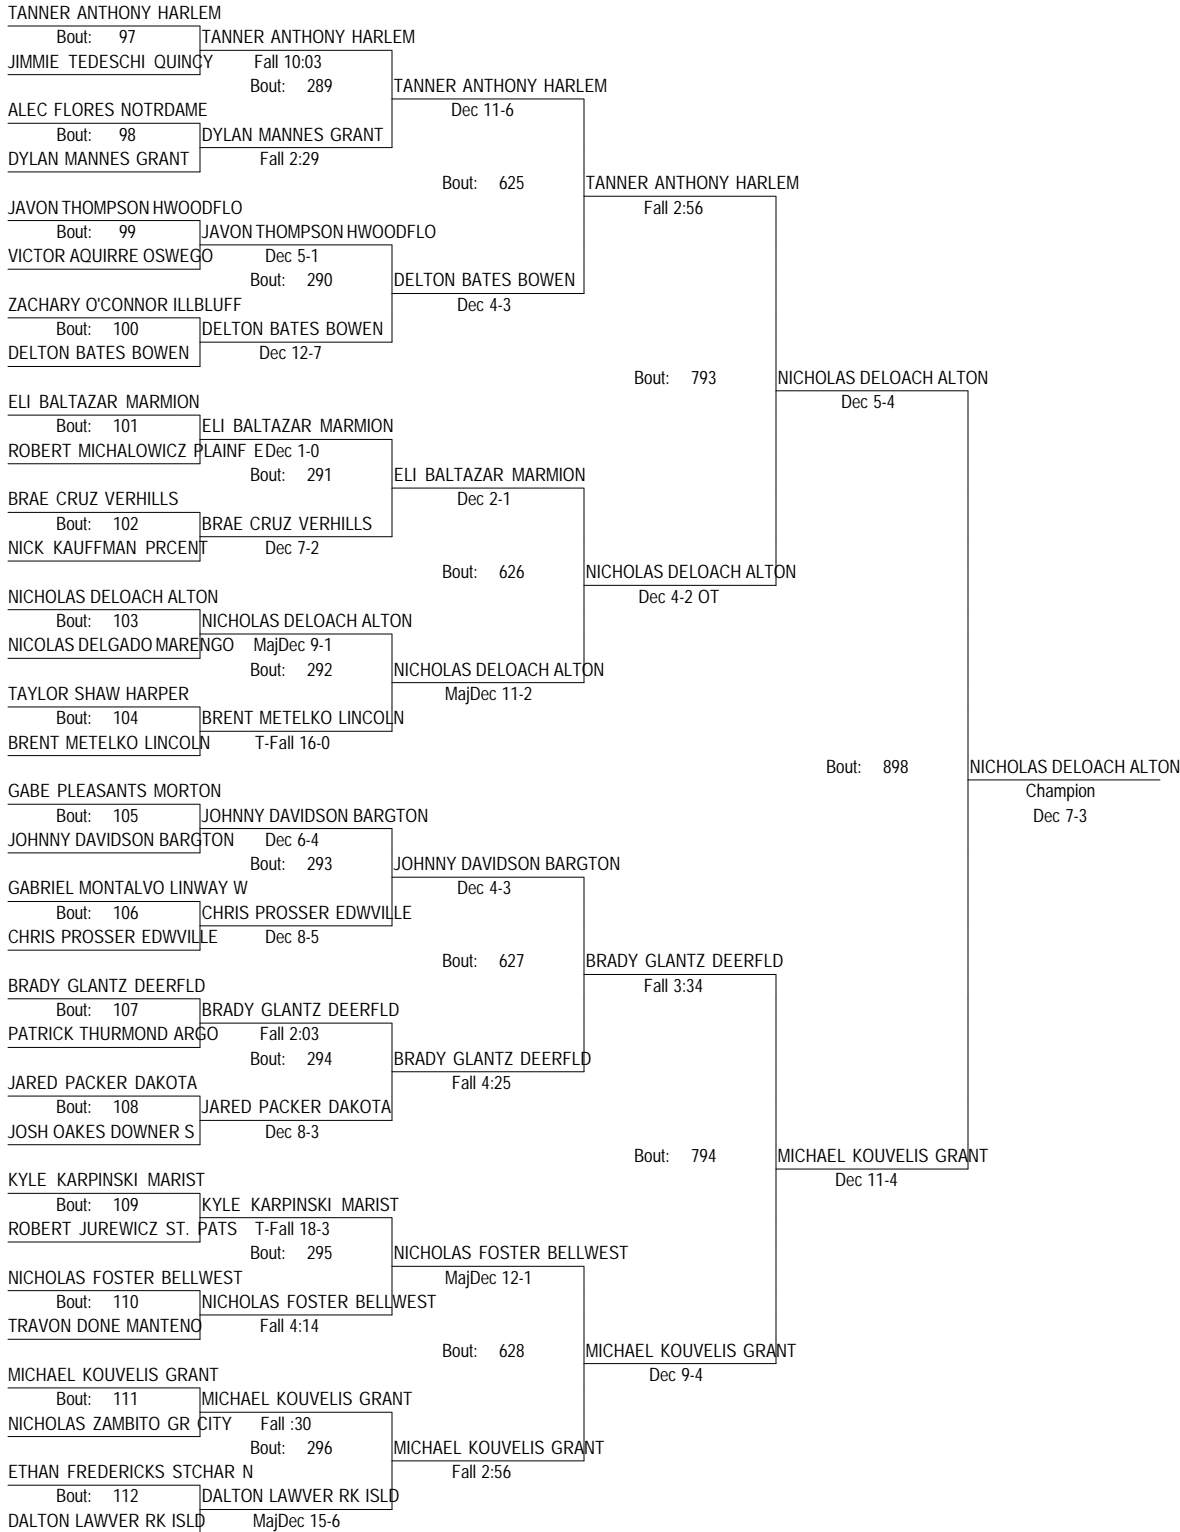 TANNER ANTHONY HARLEM
Bout: 97
TANNER ANTHONY HARLEM
JIMMIE TEDESCHI QUINCY
Fall 10:03
Bout: 289
TANNER ANTHONY HARLEM
Dec 11-6
ALEC FLORES NOTRDAME
Bout: 98
DYLAN MANNES GRANT
DYLAN MANNES GRANT
Fall 2:29
Bout: 625
TANNER ANTHONY HARLEM
Fall 2:56
JAVON THOMPSON HWOODFLO
Bout: 99
JAVON THOMPSON HWOODFLO
VICTOR AQUIRRE OSWEGO
Dec 5-1
Bout: 290
DELTON BATES BOWEN
Dec 4-3
ZACHARY O'CONNOR ILLBLUFF
Bout: 100
DELTON BATES BOWEN
DELTON BATES BOWEN
Dec 12-7
Bout: 793
NICHOLAS DELOACH ALTON
Dec 5-4
ELI BALTAZAR MARMION
Bout: 101
ELI BALTAZAR MARMION
ROBERT MICHALOWICZ PLAINF E
Dec 1-0
Bout: 291
ELI BALTAZAR MARMION
Dec 2-1
BRAE CRUZ VERHILLS
Bout: 102
BRAE CRUZ VERHILLS
NICK KAUFFMAN PRCENT
Dec 7-2
Bout: 626
NICHOLAS DELOACH ALTON
Dec 4-2 OT
NICHOLAS DELOACH ALTON
Bout: 103
NICHOLAS DELOACH ALTON
NICOLAS DELGADO MARENGO
MajDec 9-1
Bout: 292
NICHOLAS DELOACH ALTON
MajDec 11-2
TAYLOR SHAW HARPER
Bout: 104
BRENT METELKO LINCOLN
BRENT METELKO LINCOLN
T-Fall 16-0
Bout: 898
NICHOLAS DELOACH ALTON
Champion
Dec 7-3
GABE PLEASANTS MORTON
Bout: 105
JOHNNY DAVIDSON BARGTON
JOHNNY DAVIDSON BARGTON
Dec 6-4
Bout: 293
JOHNNY DAVIDSON BARGTON
Dec 4-3
GABRIEL MONTALVO LINWAY W
Bout: 106
CHRIS PROSSER EDWVILLE
CHRIS PROSSER EDWVILLE
Dec 8-5
Bout: 627
BRADY GLANTZ DEERFLD
Fall 3:34
BRADY GLANTZ DEERFLD
Bout: 107
BRADY GLANTZ DEERFLD
PATRICK THURMOND ARGO
Fall 2:03
Bout: 294
BRADY GLANTZ DEERFLD
Fall 4:25
JARED PACKER DAKOTA
Bout: 108
JARED PACKER DAKOTA
JOSH OAKES DOWNER S
Dec 8-3
Bout: 794
MICHAEL KOUVELIS GRANT
Dec 11-4
KYLE KARPINSKI MARIST
Bout: 109
KYLE KARPINSKI MARIST
ROBERT JUREWICZ ST. PATS
T-Fall 18-3
Bout: 295
NICHOLAS FOSTER BELLWEST
MajDec 12-1
NICHOLAS FOSTER BELLWEST
Bout: 110
NICHOLAS FOSTER BELLWEST
TRAVON DONE MANTENO
Fall 4:14
Bout: 628
MICHAEL KOUVELIS GRANT
Dec 9-4
MICHAEL KOUVELIS GRANT
Bout: 111
MICHAEL KOUVELIS GRANT
NICHOLAS ZAMBITO GR CITY
Fall :30
Bout: 296
MICHAEL KOUVELIS GRANT
Fall 2:56
ETHAN FREDERICKS STCHAR N
Bout: 112
DALTON LAWVER RK ISLD
DALTON LAWVER RK ISLD
MajDec 15-6